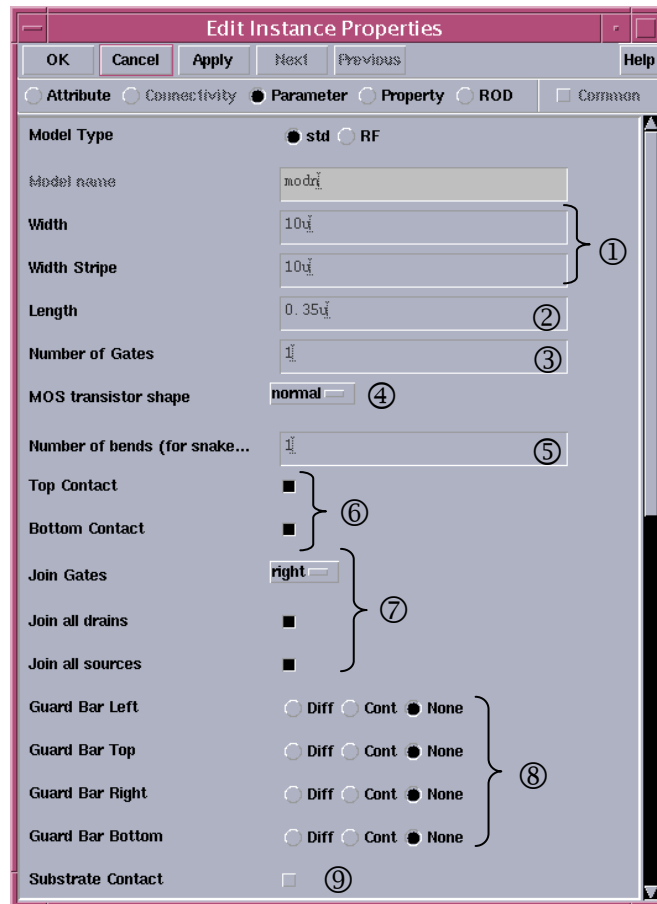 Edit Instance Properties
OK Cancel Apply Next Previous Help
Attribute Connectivity Parameter Property ROD Common
Model Type std RF
Model name modn
Width 10u
①
Width Stripe 10u
Length 0.35u ②
Number of Gates 1 ③
MOS transistor shape normal ④
Number of bends (for snake... 1 ⑤
Top Contact
⑥
Bottom Contact
Join Gates right
Join all drains ⑦
Join all sources
Guard Bar Left Diff Cont None
Guard Bar Top Diff Cont None
⑧
Guard Bar Right Diff Cont None
Guard Bar Bottom Diff Cont None
Substrate Contact ⑨